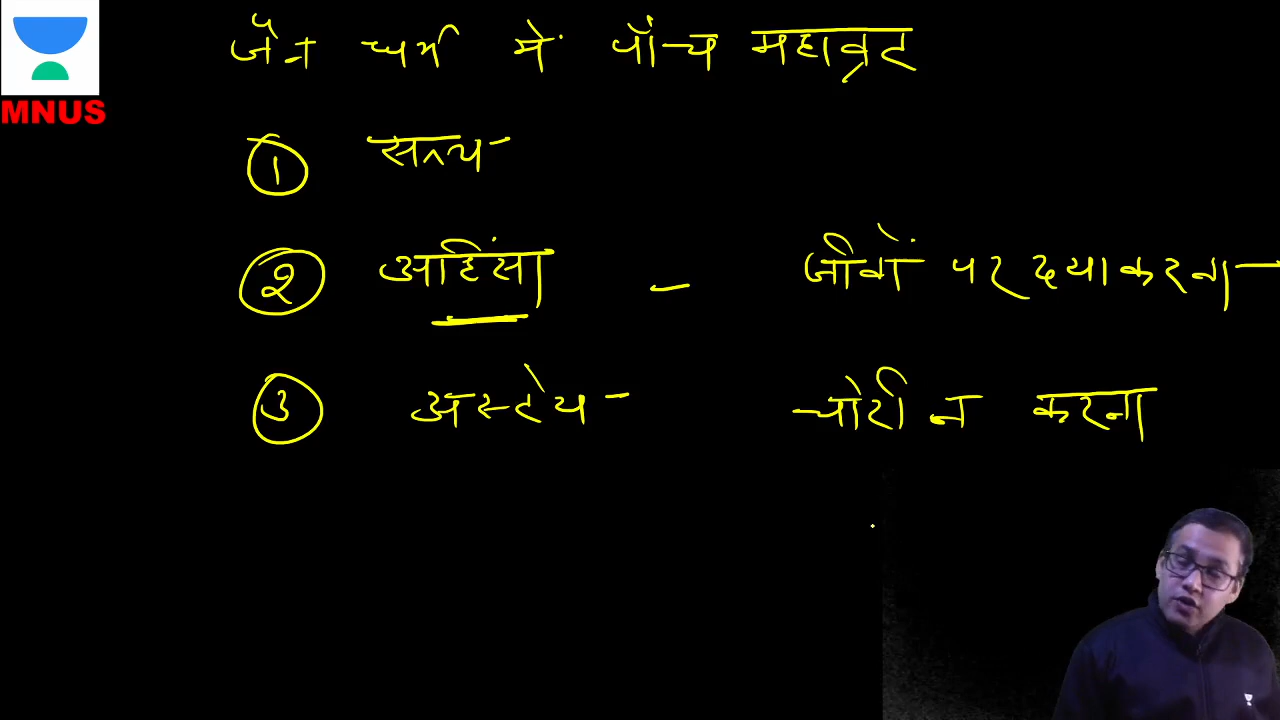 MNUS
जैन धर्म में पाँच महाव्रत
1 सत्य -
2 अहिंसा - जीवों पर दया करना -
3 अस्तेय - चोरी न करना